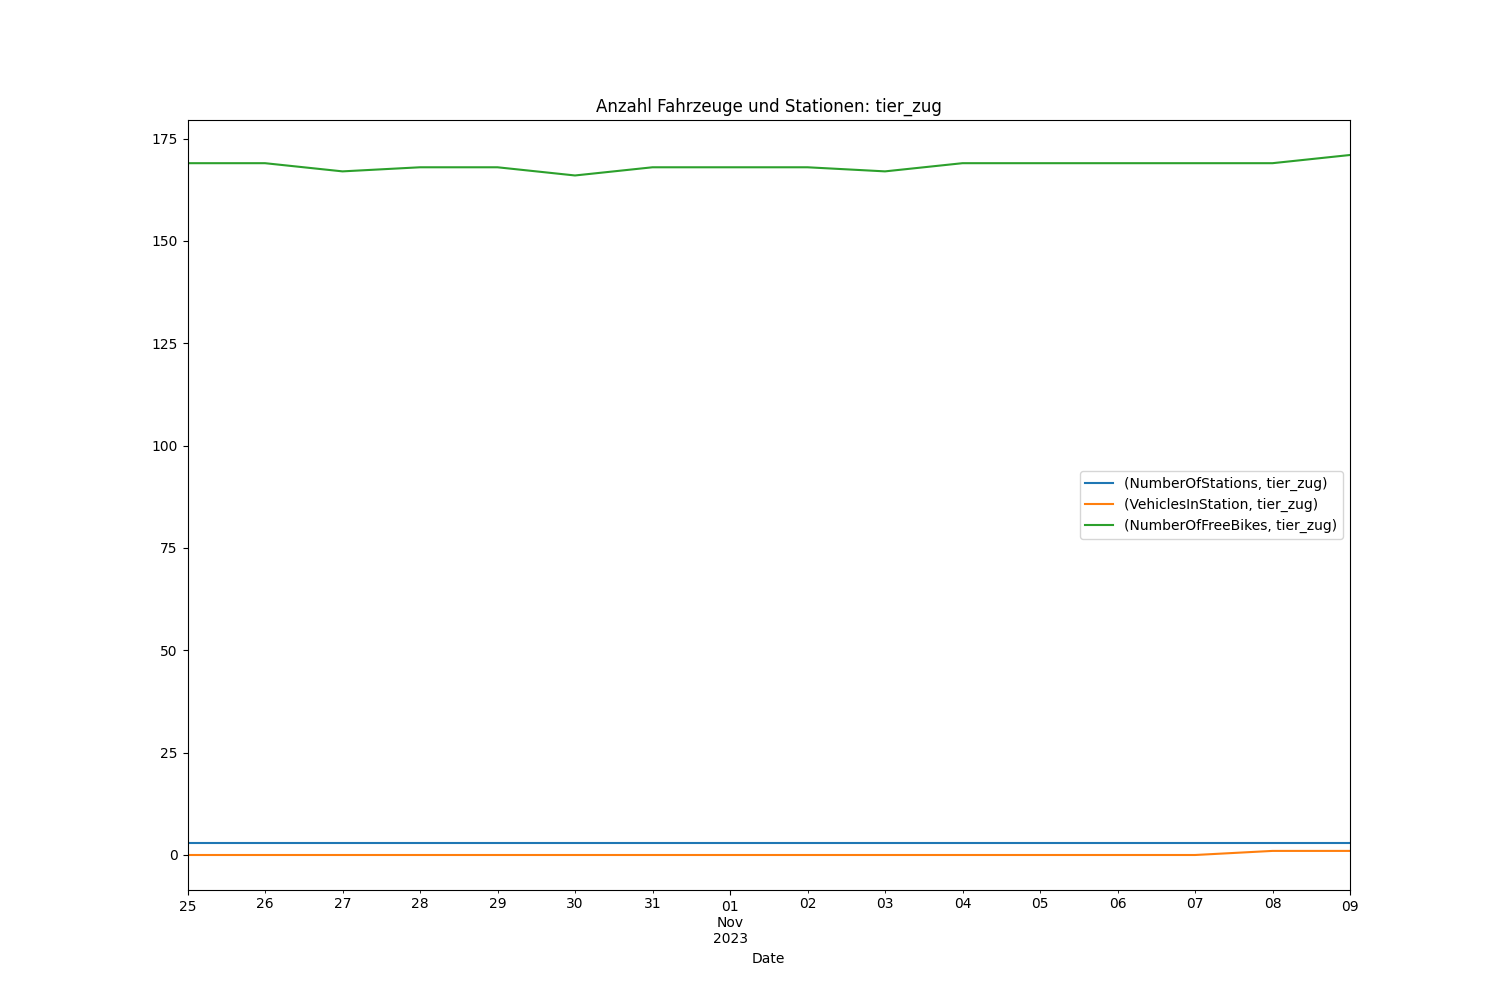 Anzahl Fahrzeuge und Stationen: tier_zug
175
150
125
100
75
50
25
0
(NumberOfStations, tier_zug)
(VehiclesInStation, tier_zug)
(NumberOfFreeBikes, tier_zug)
25 26 27 28 29 30 31 01 02 03 04 05 06 07 08 09
Nov
2023
Date